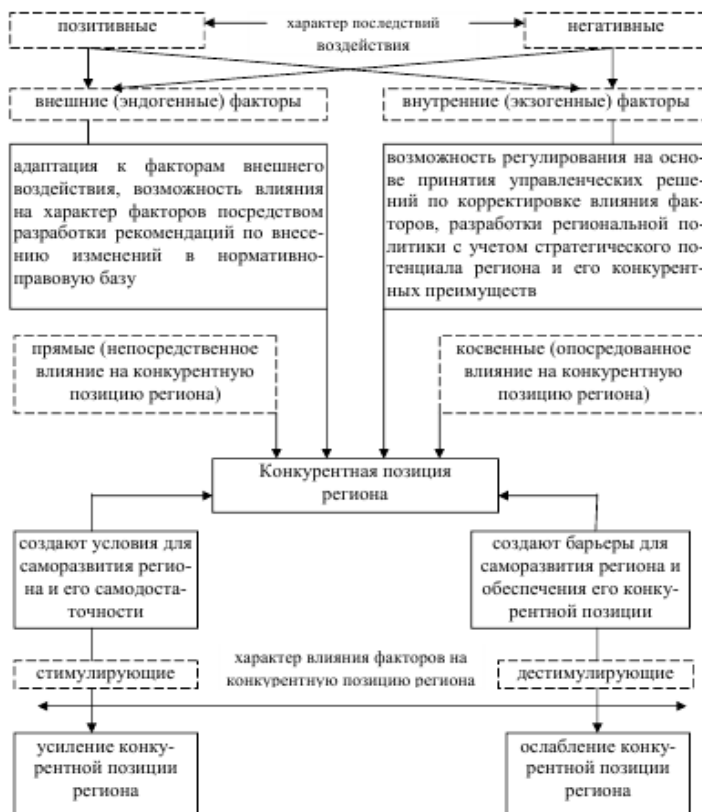 позитивные
характер последствий
воздействия
негативные
внешние (эндогенные) факторы
внутренние (экзогенные) факторы
адаптация к факторам внешнего
воздействия, возможность влияния
на характер факторов посредством
разработки рекомендаций по внесе-
нию изменений в нормативно-
правовую базу
возможность регулирования на осно-
ве принятия управленческих реше-
ний по корректировке влияния фак-
торов, разработки региональной по-
литики с учетом стратегического по-
тенциала региона и его конкурент-
ных преимуществ
прямые (непосредственное
влияние на конкурентную
позицию региона)
косвенные (опосредованное
влияние на конкурентную
позицию региона)
Конкурентная позиция
региона
создают условия для
саморазвития регио-
на и его самодоста-
точности
создают барьеры для
саморазвития региона и
обеспечения его конку-
рентной позиции
стимулирующие
характер влияния факторов на
конкурентную позицию региона
дестимулирующие
усиление конку-
рентной позиции
региона
ослабление конку-
рентной позиции
региона